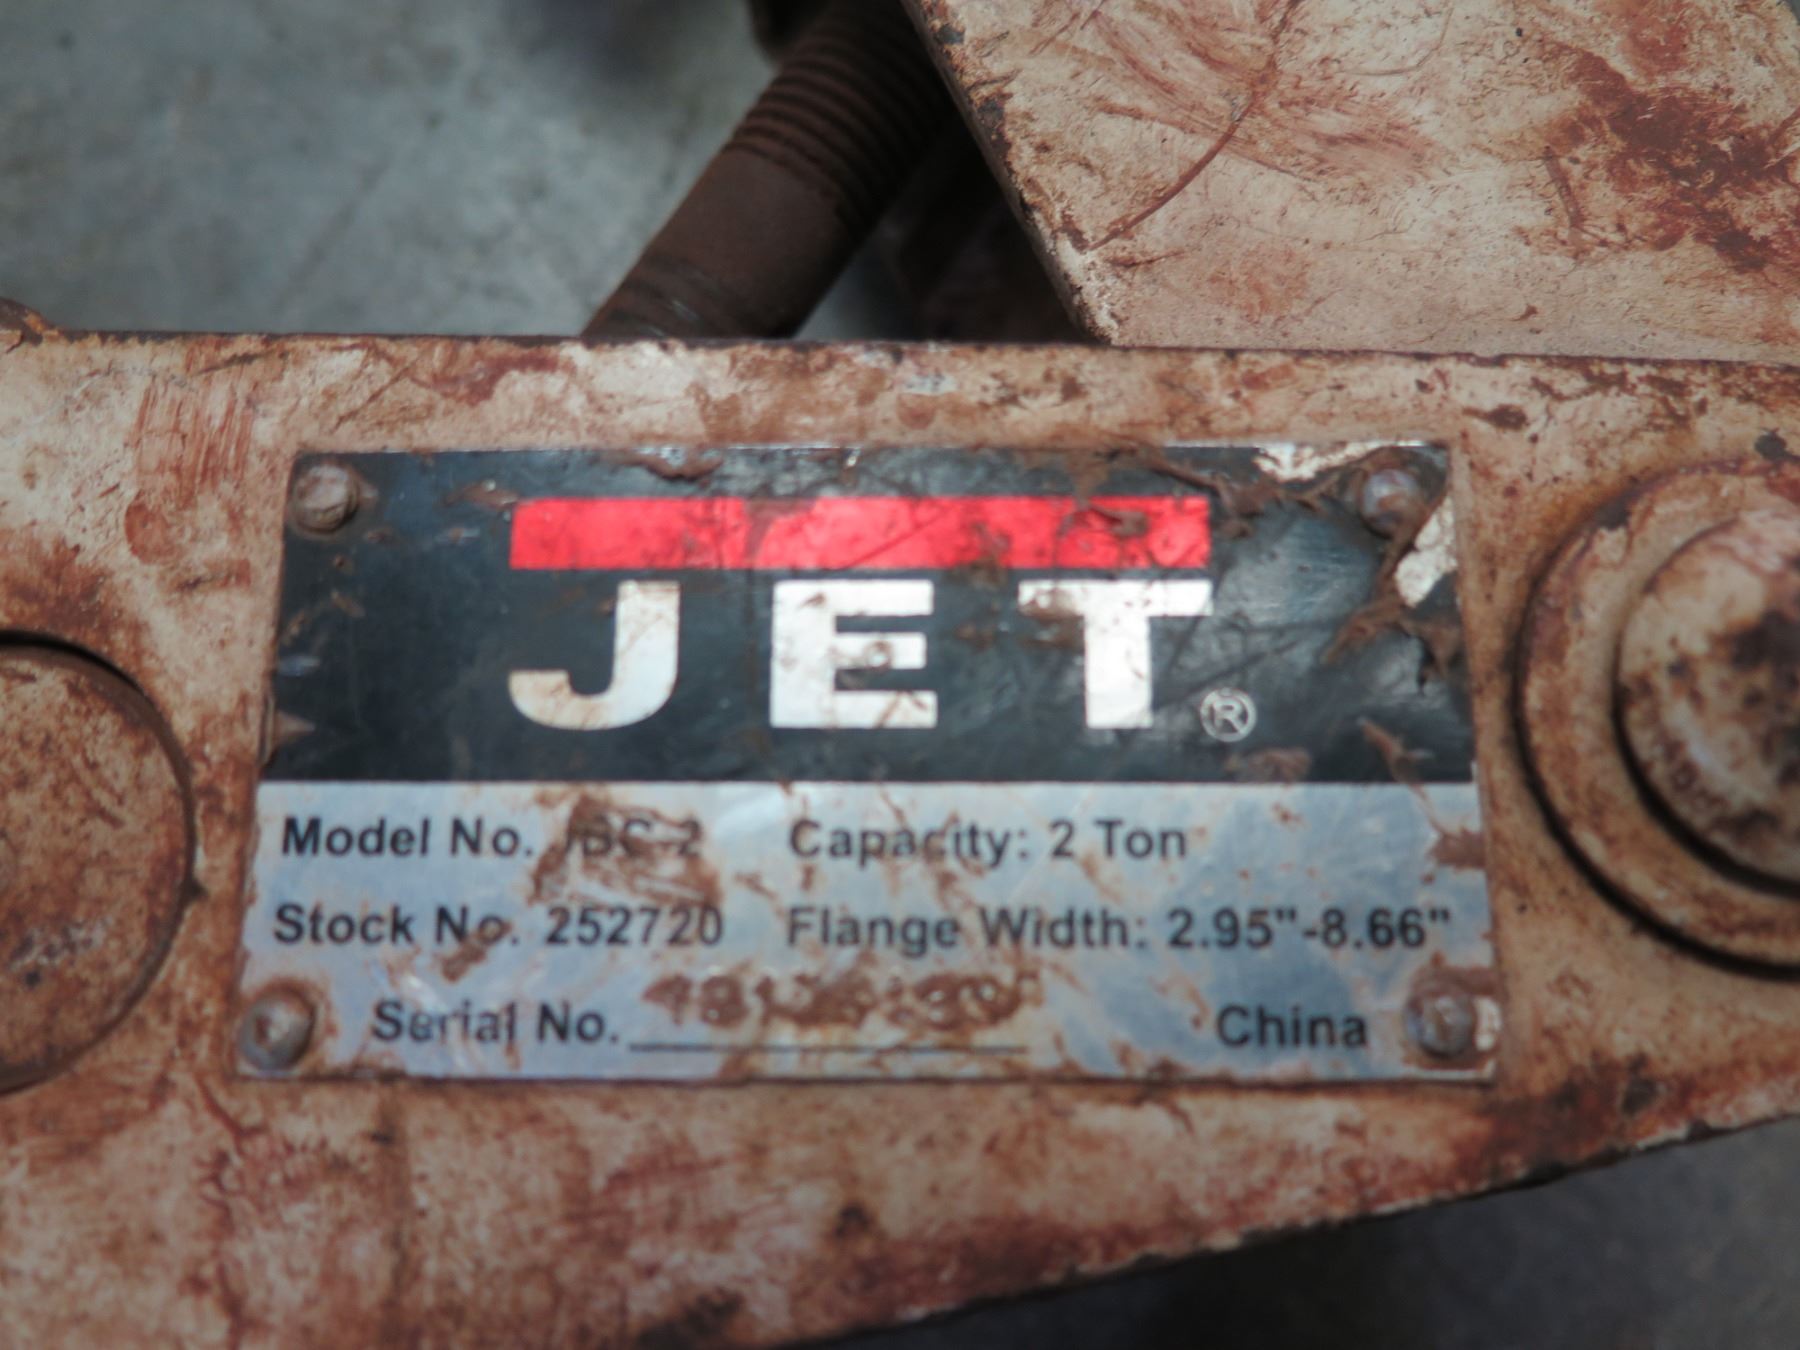 JET®
Model No. JBC-2 Capacity: 2 Ton
Stock No. 252720 Flange Width: 2.95"-8.66"
Serial No. China